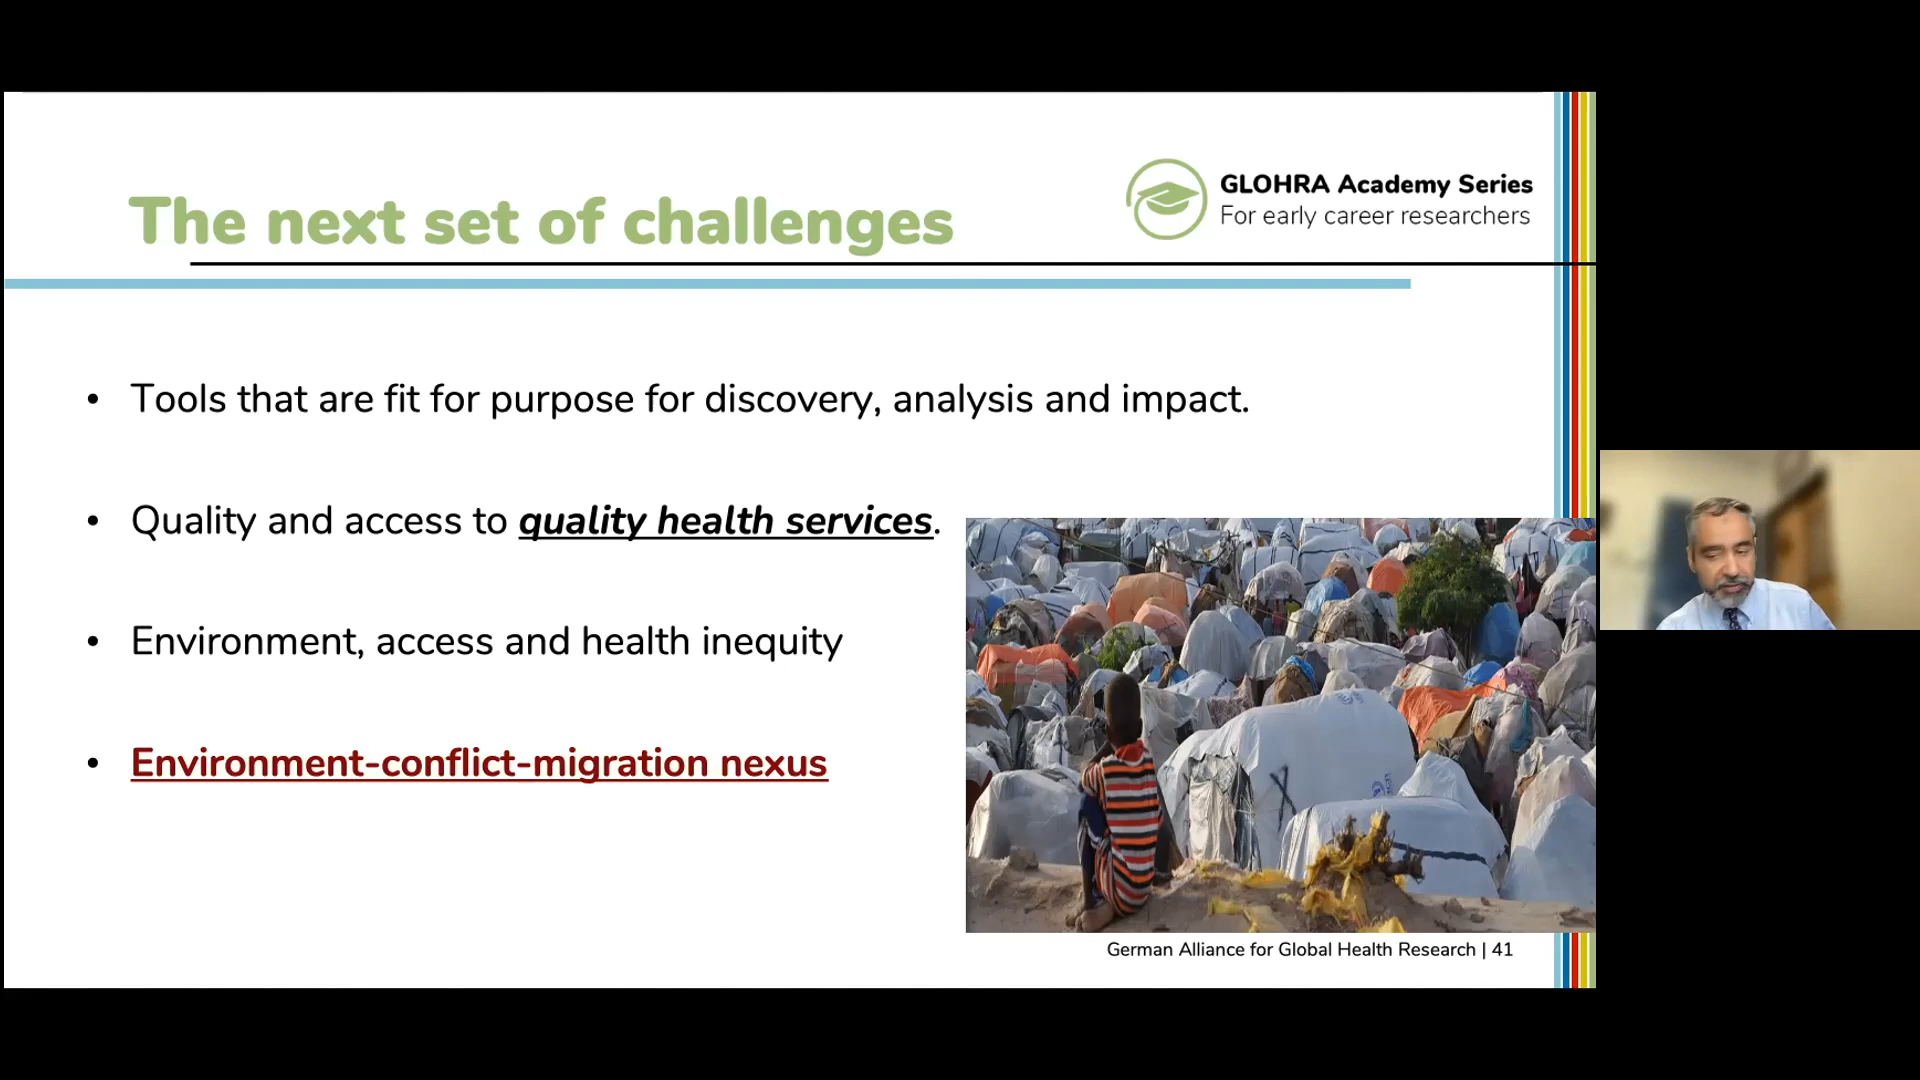 The next set of challenges
GLOHRA Academy Series
For early career researchers
• Tools that are fit for purpose for discovery, analysis and impact.
• Quality and access to quality health services.
• Environment, access and health inequity
• Environment-conflict-migration nexus
German Alliance for Global Health Research | 41